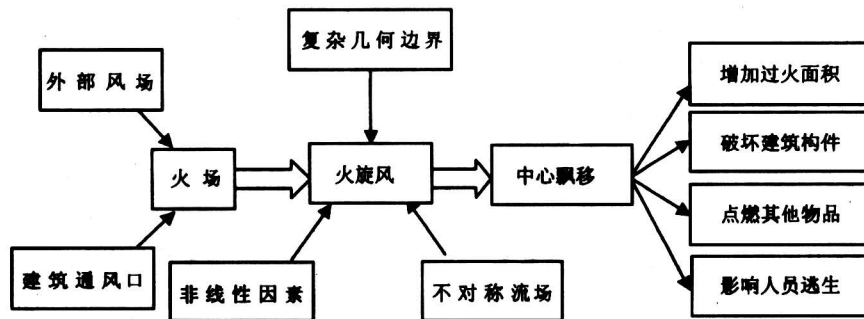 复杂几何边界
外部风场
增加过火面积
破坏建筑构件
火场
火旋风
中心飘移
点燃其他物品
建筑通风口
非线性因素
不对称流场
影响人员逃生